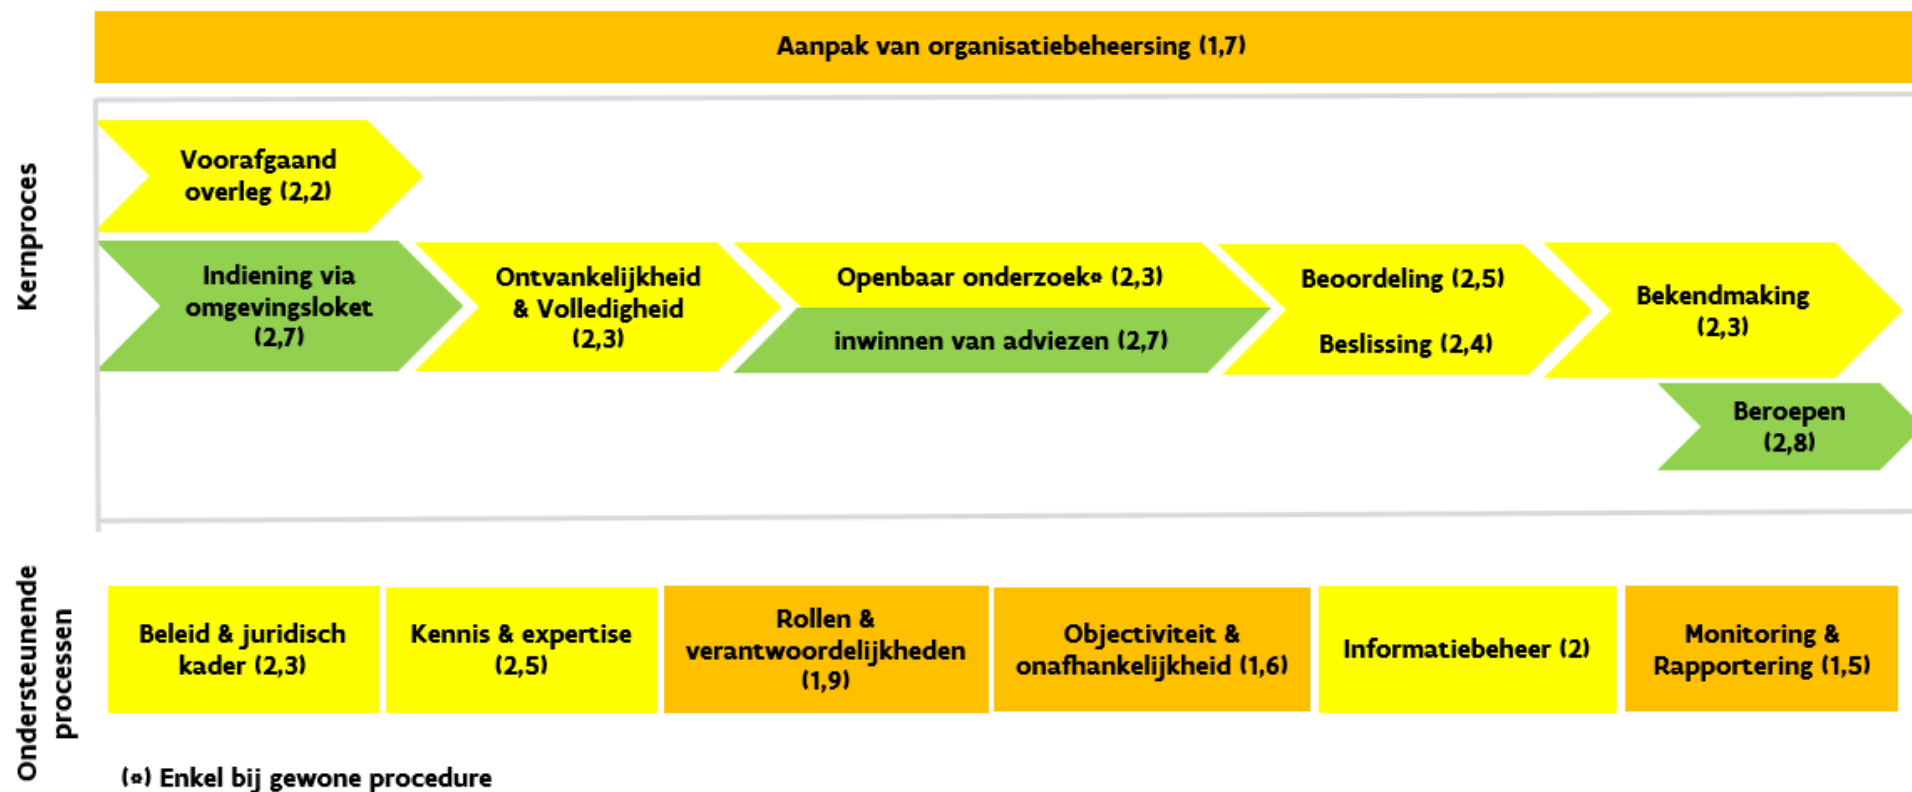 Aanpak van organisatiebeheersing (1,7)
Kernproces
Voorafgaand
overleg (2,2)
Indiening via
omgevingsloket
(2,7)
Ontvankelijkheid
& Volledigheid
(2,3)
Openbaar onderzoek¤ (2,3)
inwinnen van adviezen (2,7)
Beoordeling (2,5)
Beslissing (2,4)
Bekendmaking
(2,3)
Beroepen
(2,8)
Ondersteunende
processen
Beleid & juridisch
kader (2,3)
Kennis & expertise
(2,5)
Rollen &
verantwoordelijkheden
(1,9)
Objectiviteit &
onafhankelijkheid (1,6)
Informatiebeheer (2)
Monitoring &
Rapportering (1,5)
(¤) Enkel bij gewone procedure